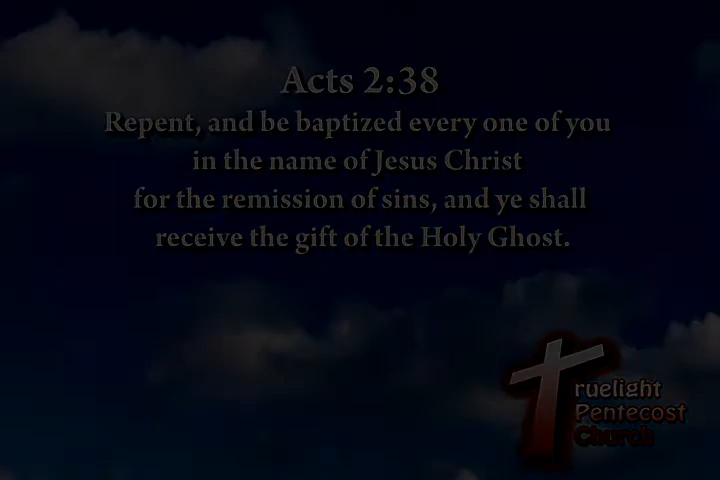 Acts 2:38
Repent, and be baptized every one of you
in the name of Jesus Christ
for the remission of sins, and ye shall
receive the gift of the Holy Ghost.
Truelight
Pentecost
Church